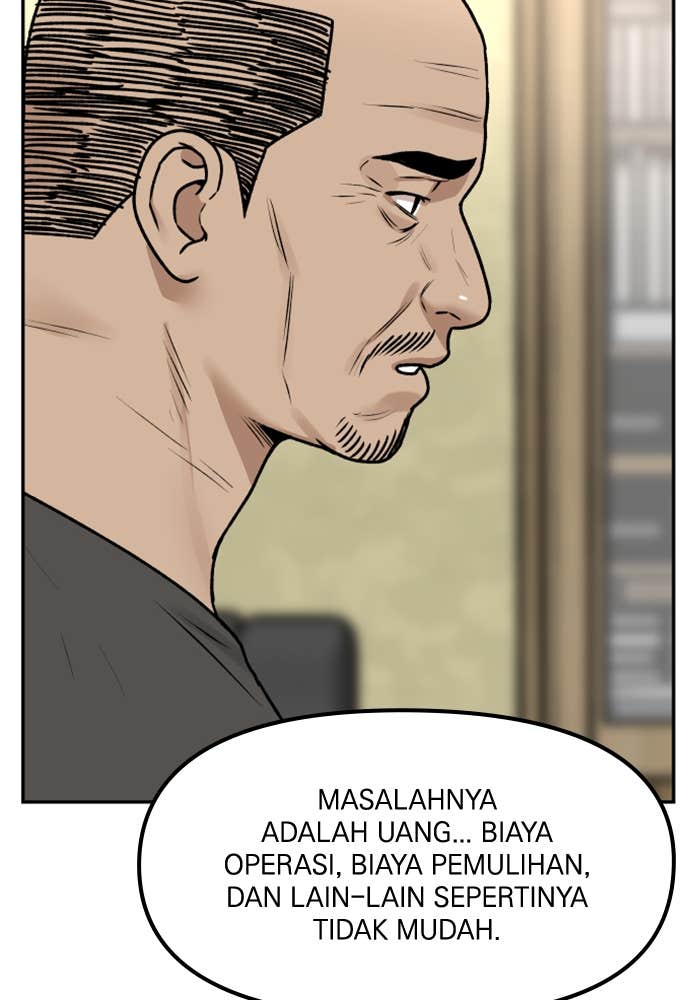 MASALAHNYA
ADALAH UANG... BIAYA
OPERASI, BIAYA PEMULIHAN,
DAN LAIN-LAIN SEPERTINYA
TIDAK MUDAH.